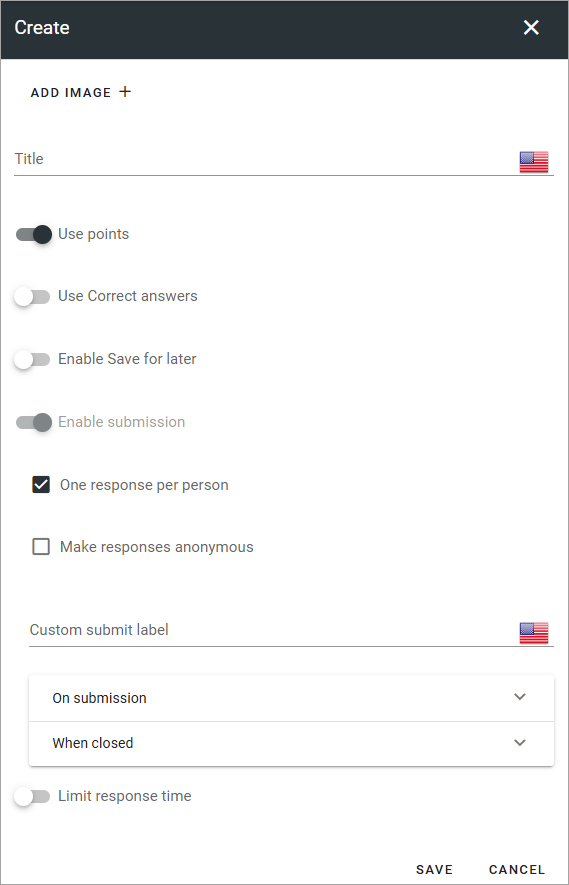 Create
ADD IMAGE +
Title
Use points
Use Correct answers
Enable Save for later
Enable submission
One response per person
Make responses anonymous
Custom submit label
On submission
When closed
Limit response time
SAVE CANCEL